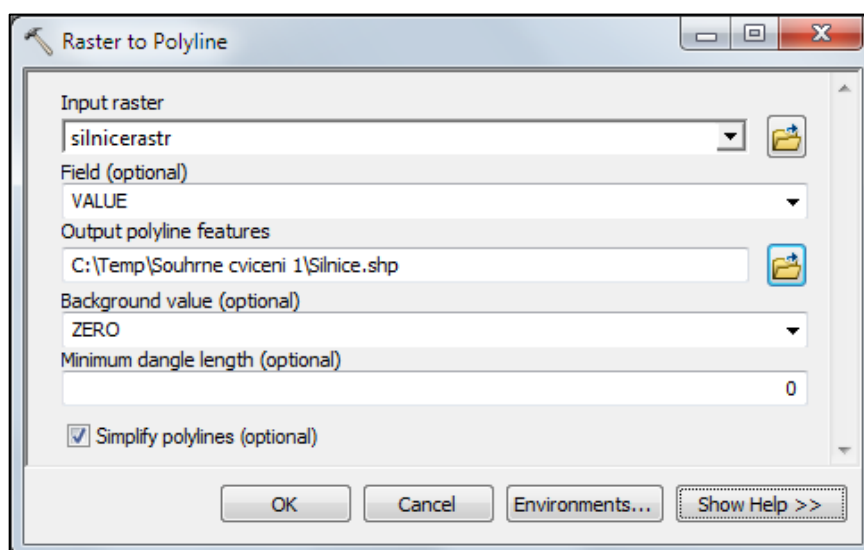 Raster to Polyline
Input raster
silnicerastr
Field (optional)
VALUE
Output polyline features
C:\Temp\Souhrne cviceni 1\Silnice.shp
Background value (optional)
ZERO
Minimum dangle length (optional)
0
Simplify polylines (optional)
OK Cancel Environments... Show Help >>